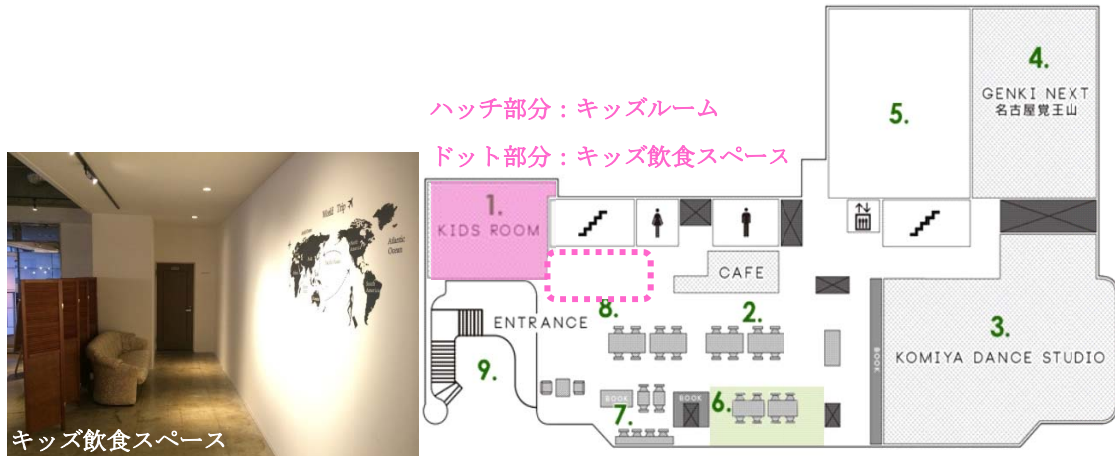 ハッチ部分：キッズルーム
ドット部分：キッズ飲食スペース
World Trip
Atlantic
Ocean
キッズ飲食スペース
1.
KIDS ROOM
ENTRANCE
8.
9.
CAFE
2.
BOOK
7.
BOOK
6.
BOOK
3.
KOMIYA DANCE STUDIO
5.
4.
GENKI NEXT
名古屋覚王山